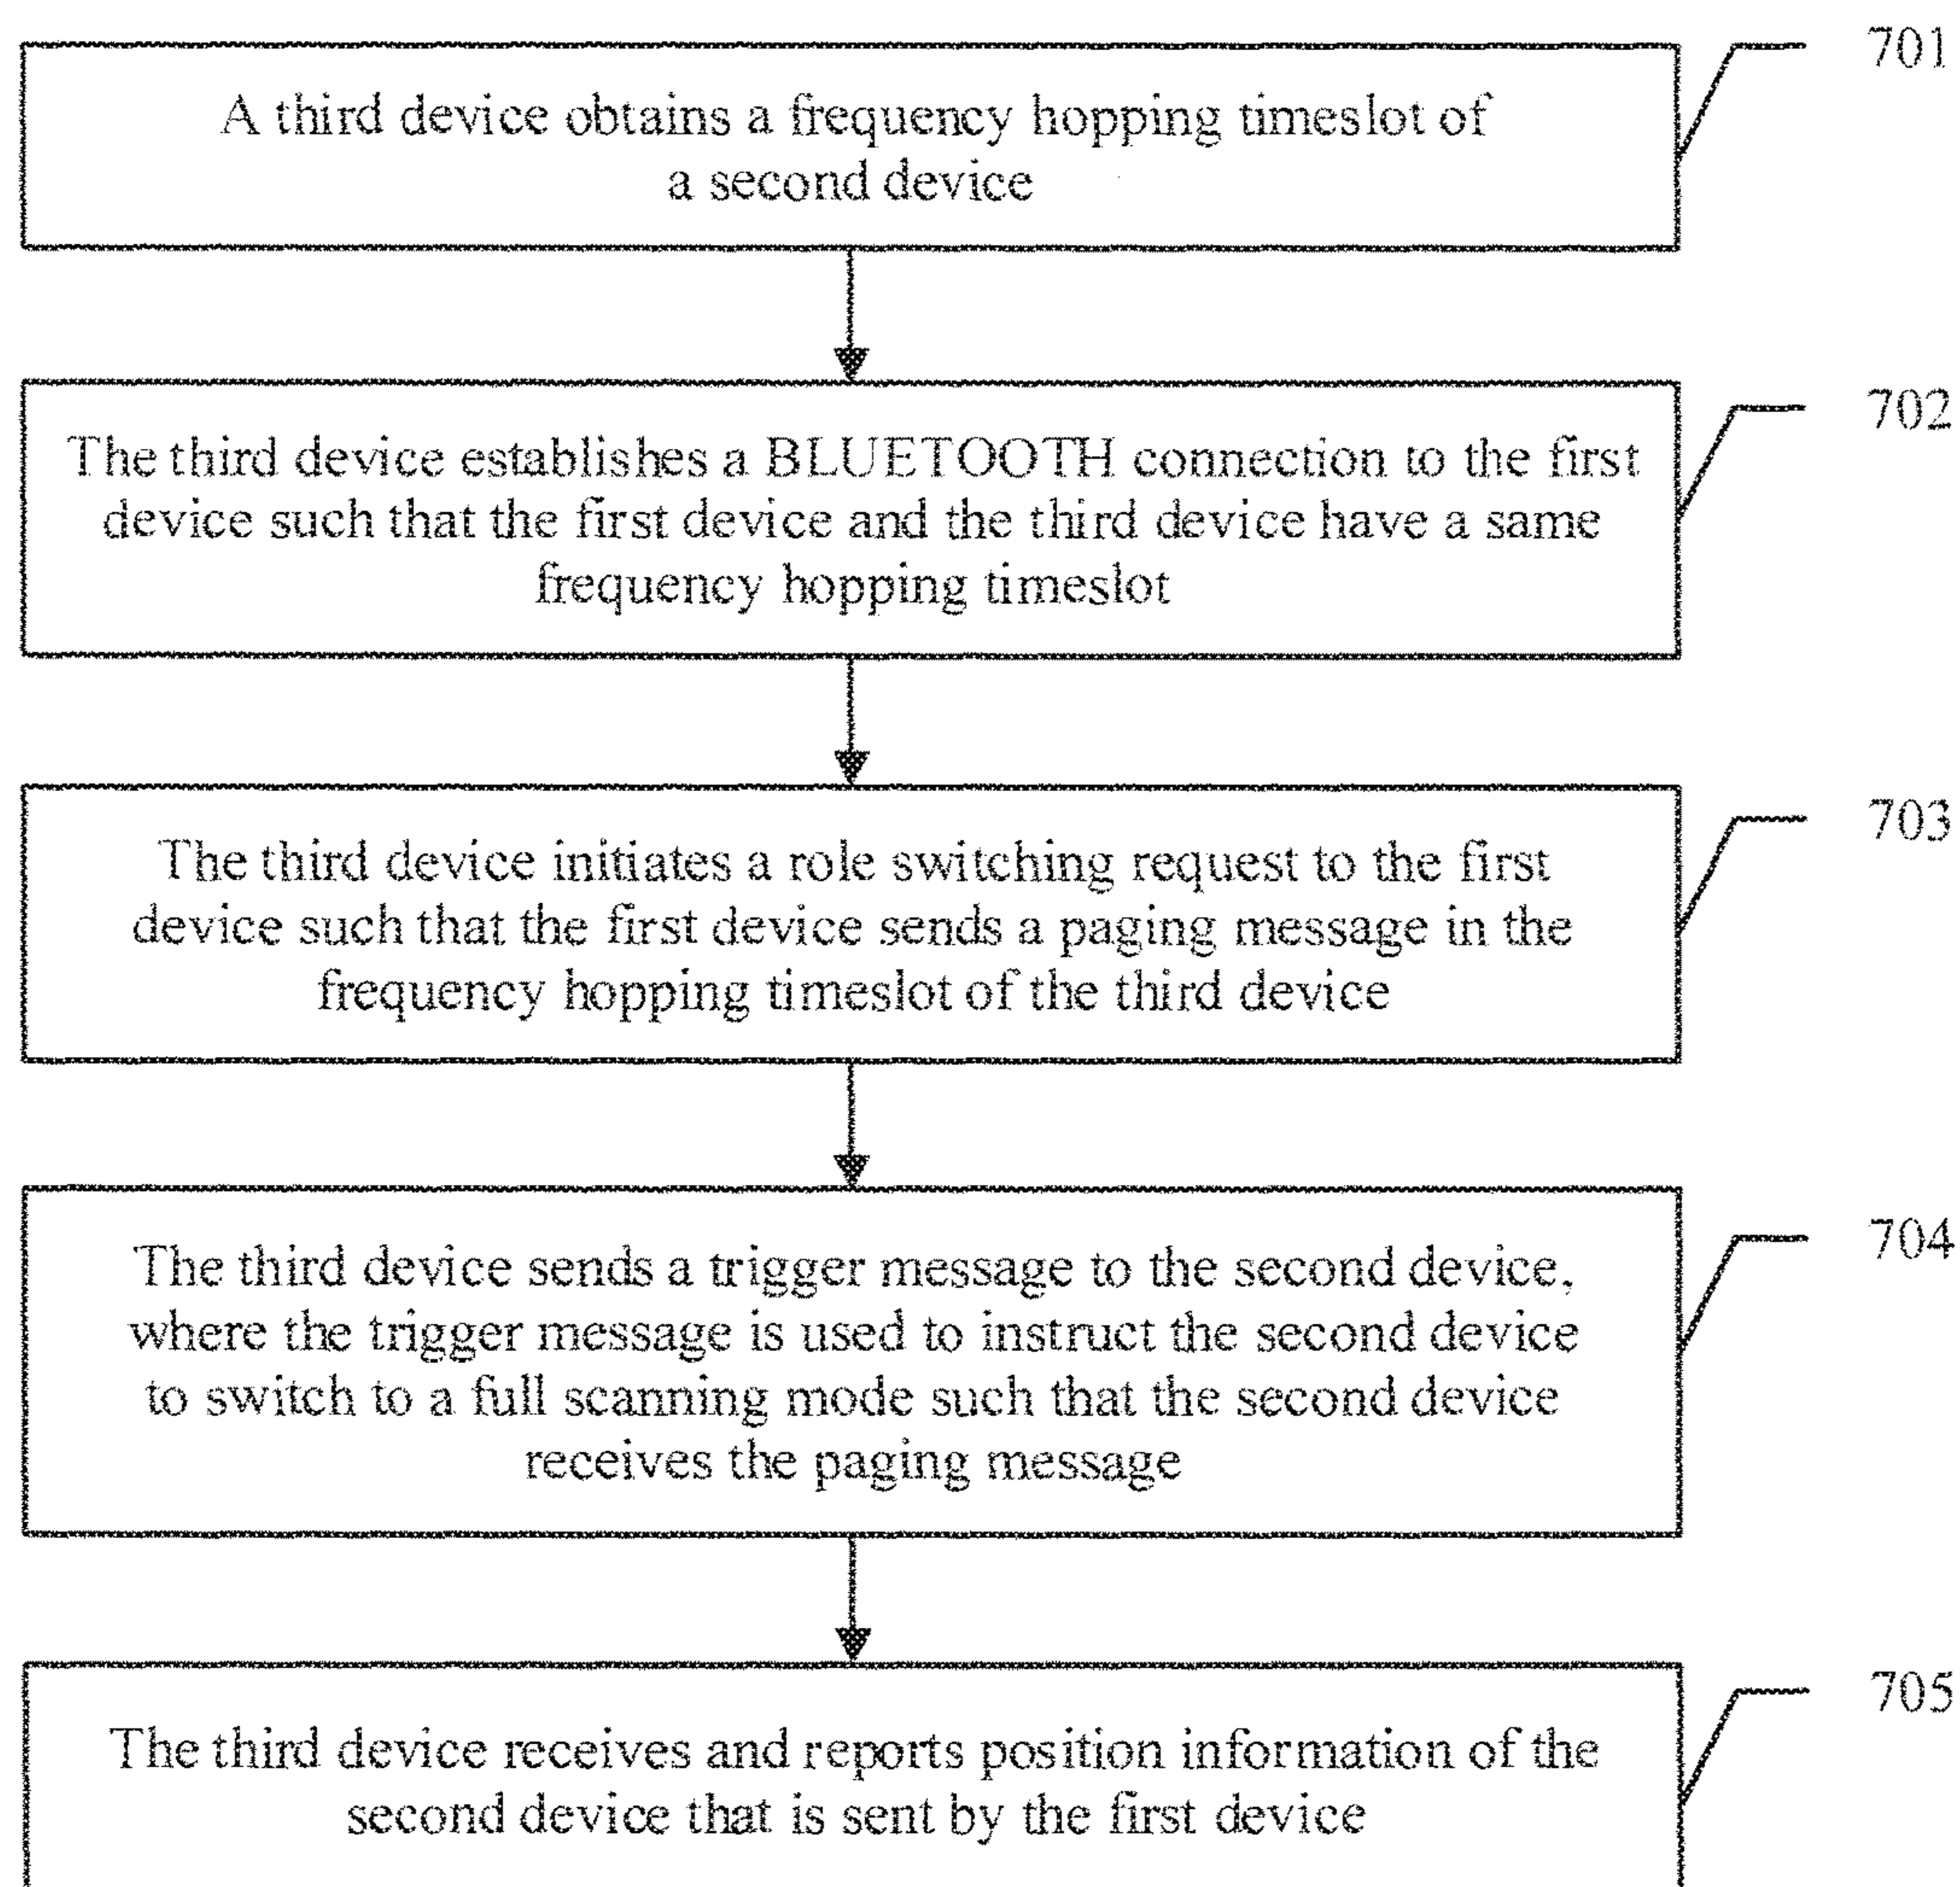 701
A third device obtains a frequency hopping timeslot of
a second device
702
The third device establishes a BLUETOOTH connection to the first
device such that the first device and the third device have a same
frequency hopping timeslot
703
The third device initiates a role switching request to the first
device such that the first device sends a paging message in the
frequency hopping timeslot of the third device
704
The third device sends a trigger message to the second device,
where the trigger message is used to instruct the second device
to switch to a full scanning mode such that the second device
receives the paging message
705
The third device receives and reports position information of the
second device that is sent by the first device